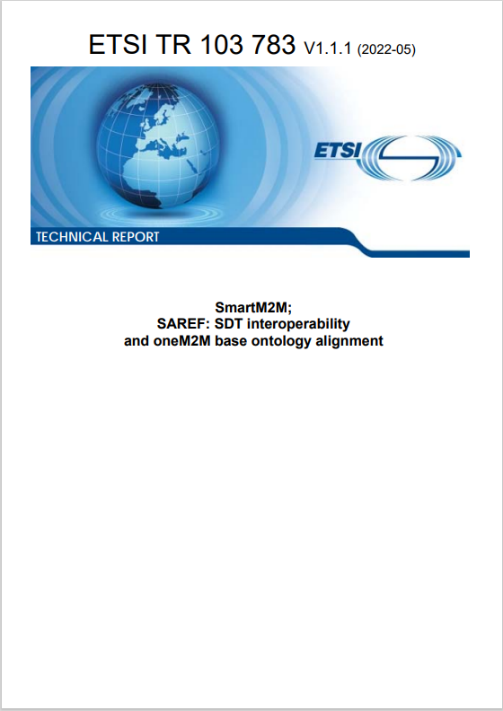 ETSI TR 103 783 V1.1.1 (2022-05)
ETSI
TECHNICAL REPORT
SmartM2M;
SAREF: SDT interoperability
and oneM2M base ontology alignment